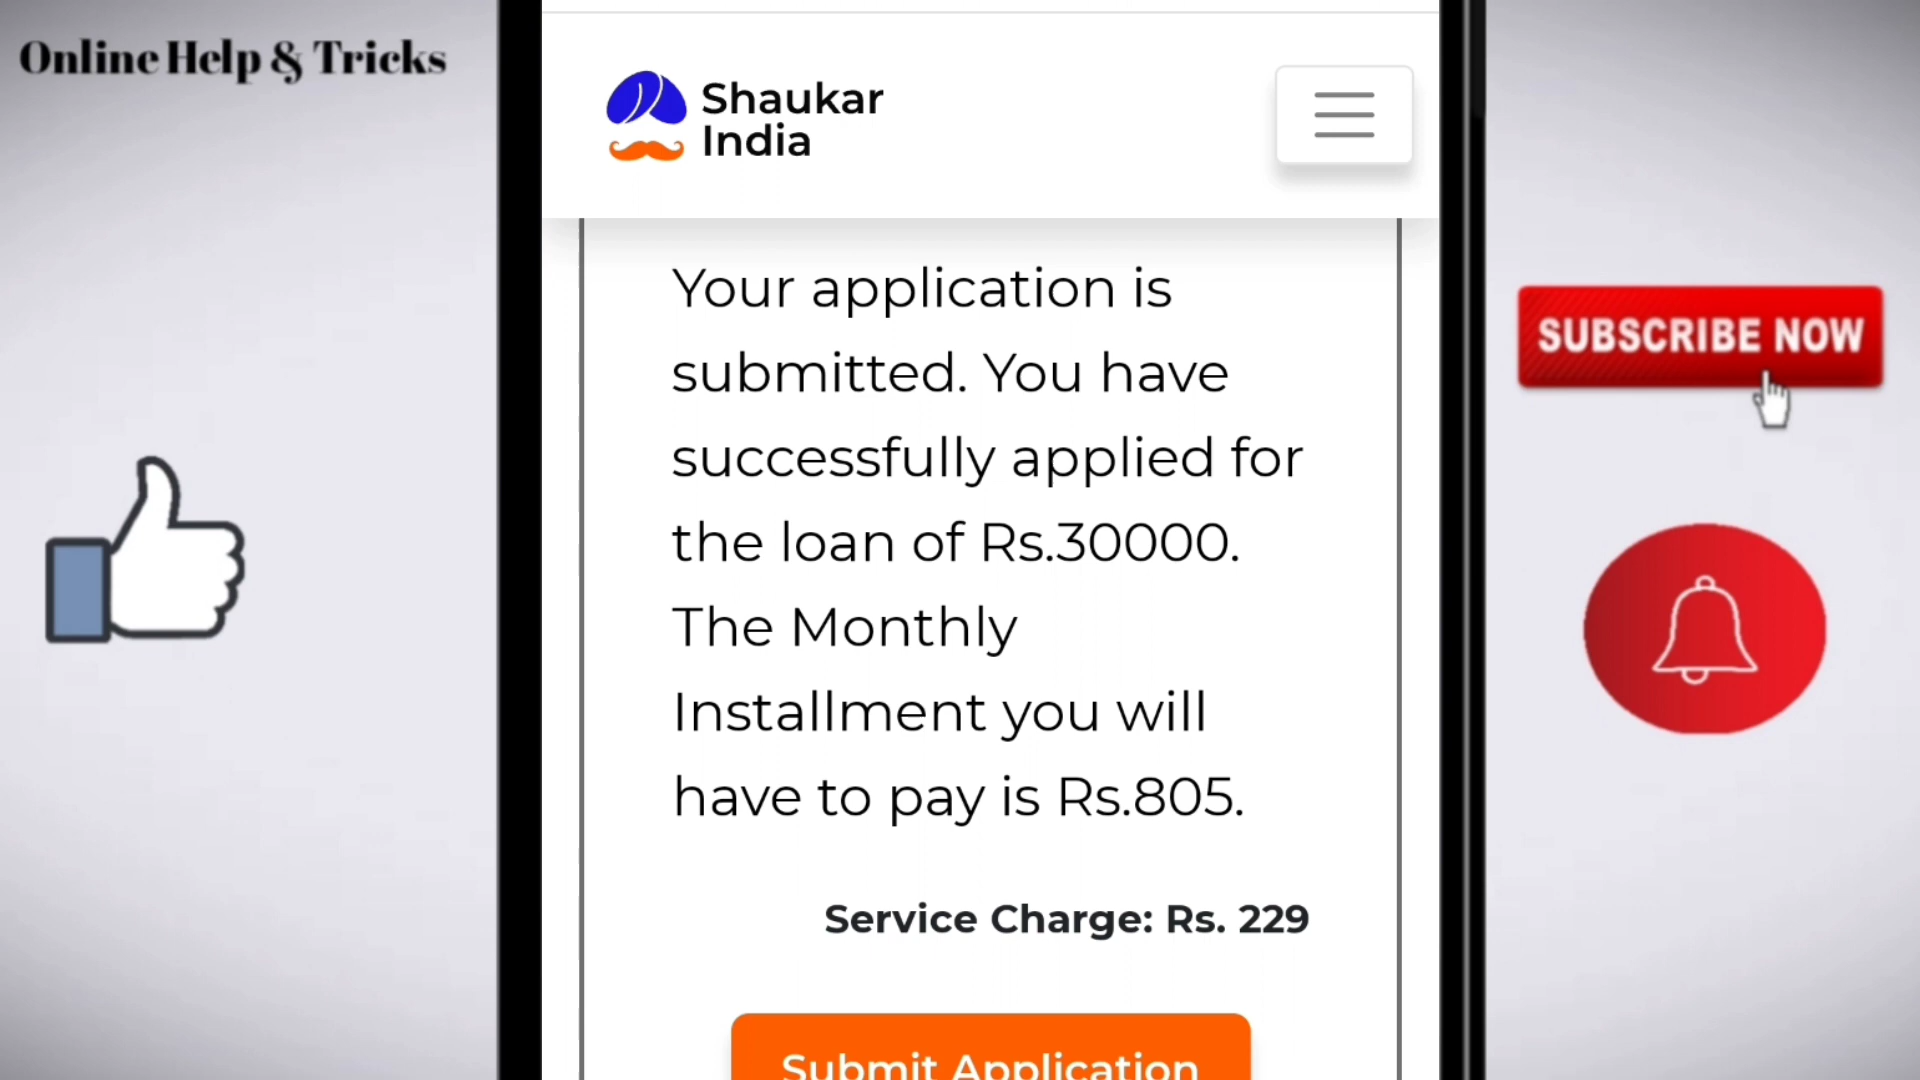 Online Help & Tricks
Shaukar
India
Your application is
submitted. You have
successfully applied for
the loan of Rs.30000.
The Monthly
Installment you will
have to pay is Rs.805.
Service Charge: Rs. 229
Submit Application
SUBSCRIBE NOW